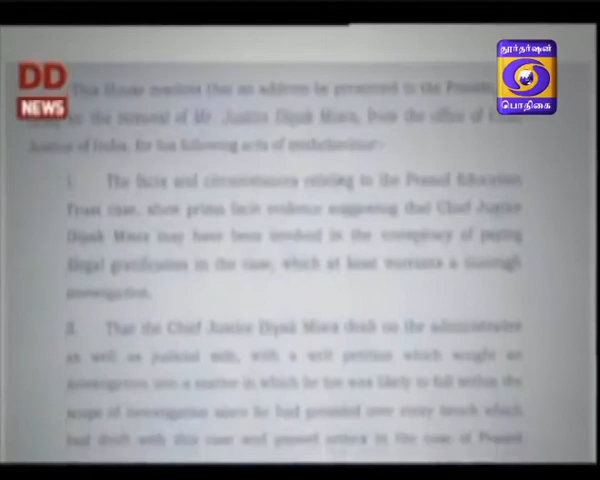 DD
NEWS
தூர்தர்ஷன்
பொதிகை
This House resolves that an address be presented to the
for the removal of Mr. Justice Dipak Misra, from the office of Chief
Justice of India, for his following acts of misbehaviour:-
I. The facts and circumstances relating to the Prasad Education
Trust case, show prima facie evidence suggesting that Chief Justice
Dipak Misra may have been involved in the conspiracy of paying
illegal gratification in the case, which at least warrants a thorough
investigation.
II. That the Chief Justice Dipak Misra dealt on the administrative
as well as judicial side, with a writ petition which sought an
investigation into a matter in which he too was likely to fall within the
scope of investigation since he had presided over every bench which
had dealt with this case and passed orders in the case of Prasad